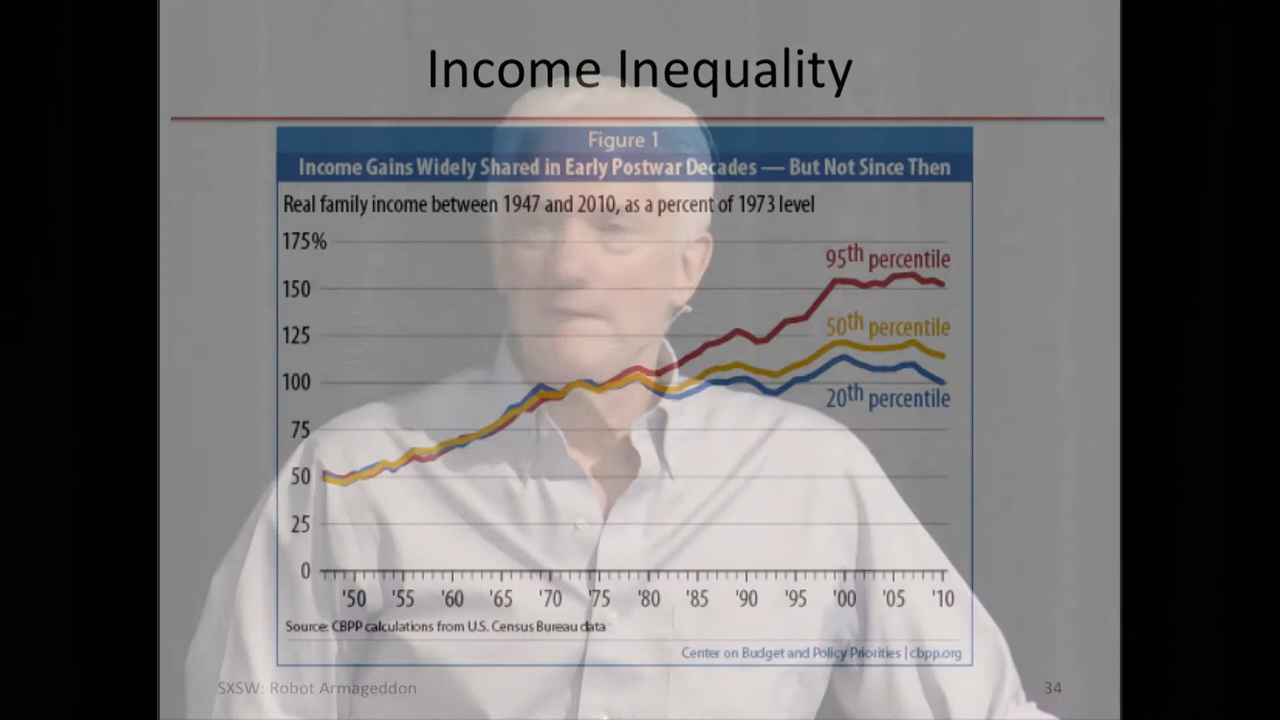 Income Inequality
Figure 1
Income Gains Widely Shared in Early Postwar Decades — But Not Since Then
Real family income between 1947 and 2010, as a percent of 1973 level
175%
95th percentile
150
50th percentile
125
100
20th percentile
75
50
25
0
'50 '55 '60 '65 '70 '75 '80 '85 '90 '95 '00 '05 '10
Source: CBPP calculations from U.S. Census Bureau data
Center on Budget and Policy Priorities | cbpp.org
SXSW: Robot Armageddon 34